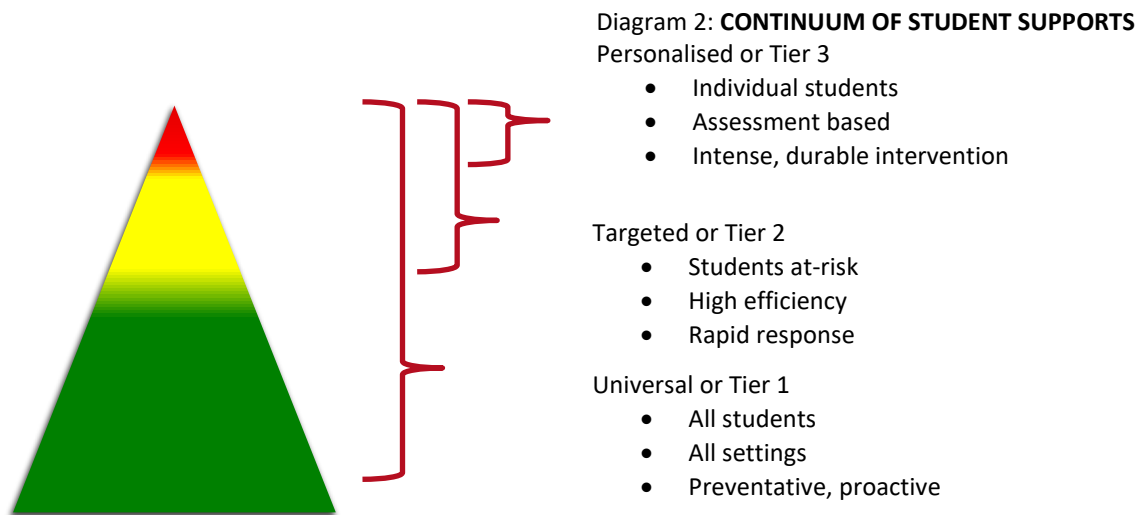 Diagram 2: CONTINUUM OF STUDENT SUPPORTS
Personalised or Tier 3
• Individual students
• Assessment based
• Intense, durable intervention
Targeted or Tier 2
• Students at-risk
• High efficiency
• Rapid response
Universal or Tier 1
• All students
• All settings
• Preventative, proactive